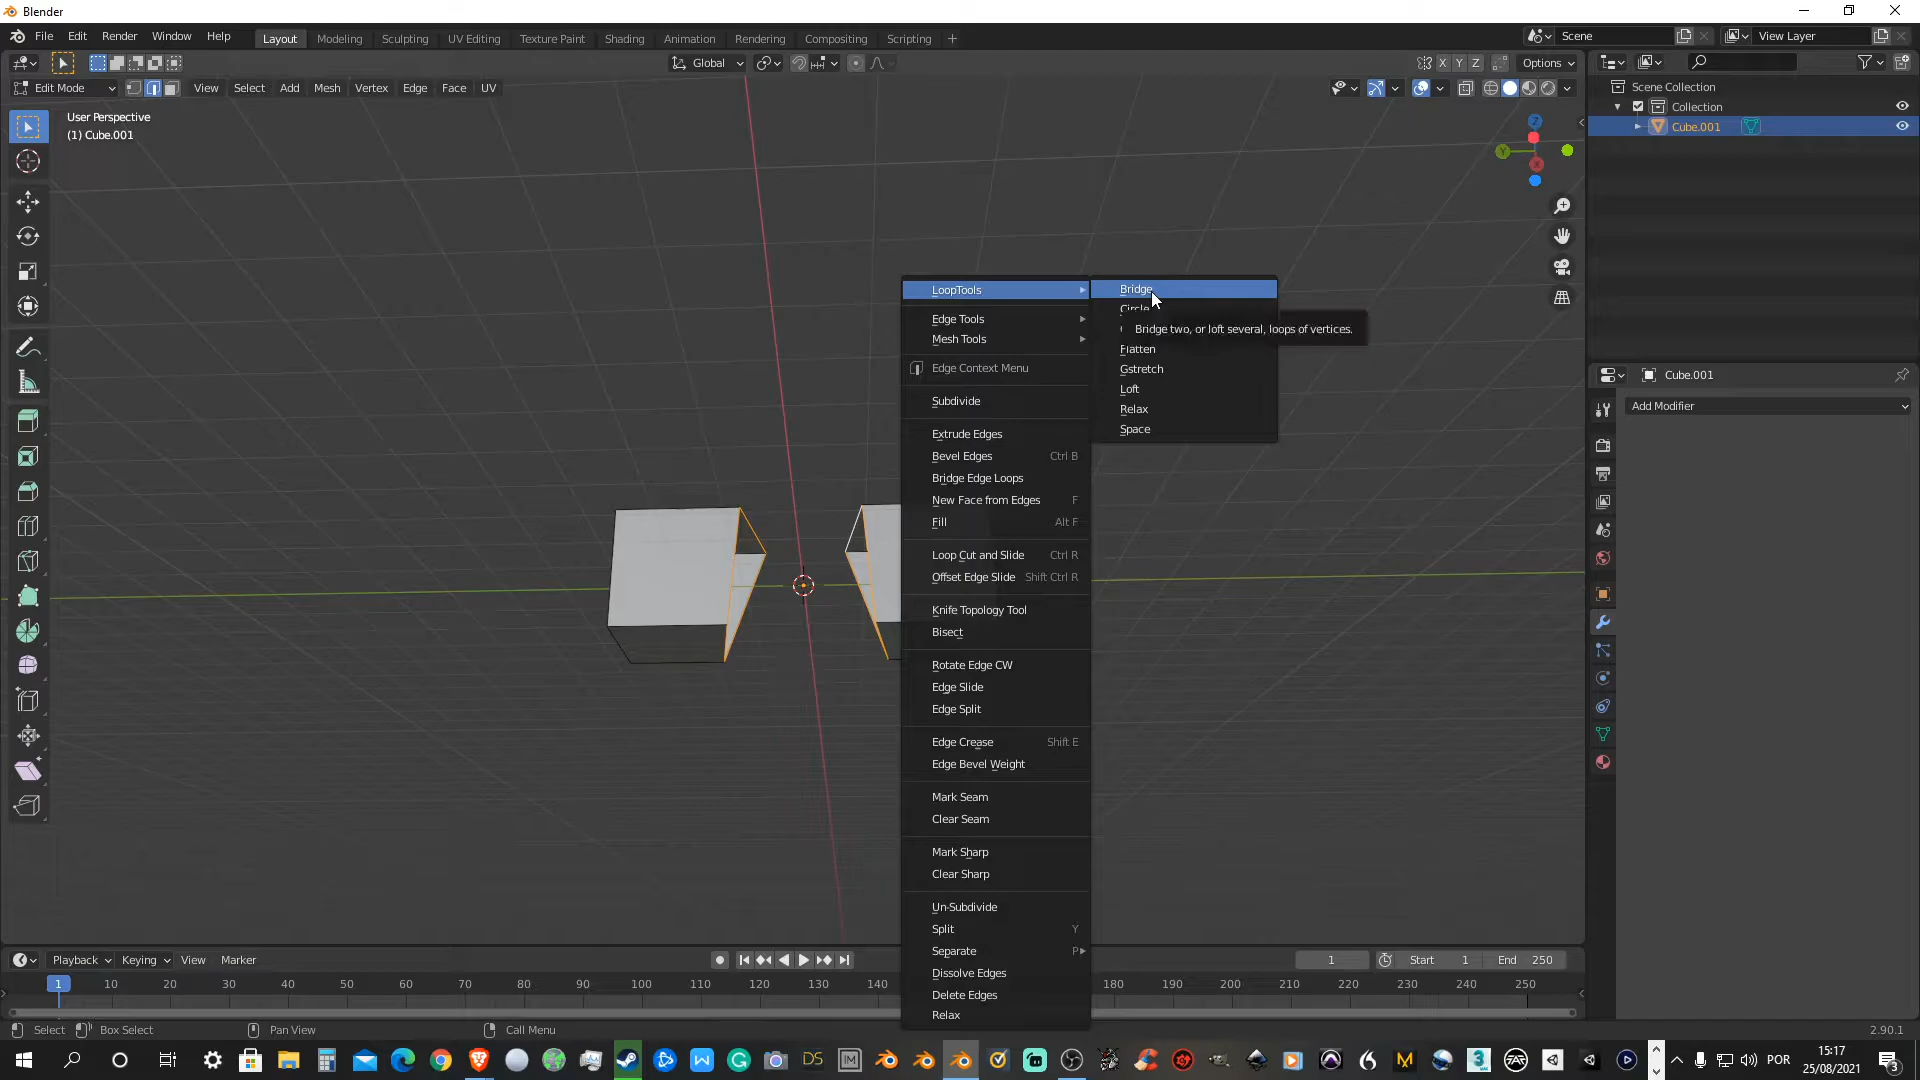 Blender
File Edit Render Window Help
Layout Modeling Sculpting UV Editing Texture Paint Shading Animation Rendering Compositing Scripting +
Scene
View Layer
Global
X Y Z
Options
Edit Mode
View Select Add Mesh Vertex Edge Face UV
User Perspective
(1) Cube.001
Scene Collection
Collection
Cube.001
Cube.001
Add Modifier
LoopTools
Edge Tools
Mesh Tools
Edge Context Menu
Subdivide
Extrude Edges
Bevel Edges Ctrl B
Bridge Edge Loops
New Face from Edges F
Fill Alt F
Loop Cut and Slide Ctrl R
Offset Edge Slide Shift Ctrl R
Knife Topology Tool
Bisect
Rotate Edge CW
Edge Slide
Edge Split
Edge Crease Shift E
Edge Bevel Weight
Mark Seam
Clear Seam
Mark Sharp
Clear Sharp
Un-Subdivide
Split Y
Separate P
Dissolve Edges
Delete Edges
Relax
Bridge
Circle
Bridge two, or loft several, loops of vertices.
Flatten
Gstretch
Loft
Relax
Space
Playback Keying View Marker
1 Start 1 End 250
1 10 20 30 40 50 60 70 80 90 100 110 120 130 140 180 190 200 210 220 230 240 250
Select Box Select Pan View Call Menu 2.90.1
DS
POR
15:17
25/08/2021
3